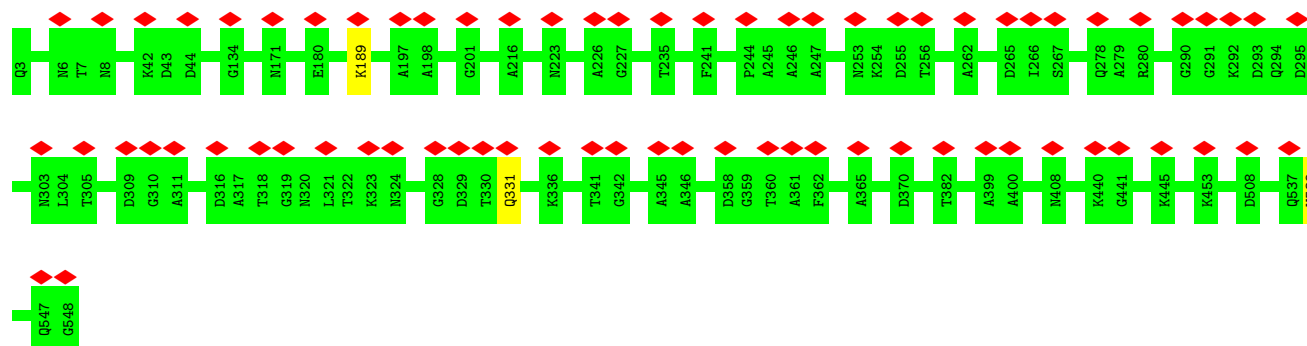 Q3 N6 T7 N8 K42 D43 D44 G134 N171 E180 K189 A197 A198 G201 A216 N223 A226 G227 T235 F241 P244 A245 A246 A247 N253 K254 D255 T256 A262 D265 I266 S267 Q278 A279 R280 G290 G291 K292 D293 Q294 D295
N303 L304 T305 D309 G310 A311 D316 A317 T318 G319 N320 L321 T322 K323 N324 G328 D329 T330 Q331 K336 T341 G342 A345 A346 D358 G359 T360 A361 F362 A365 D370 T382 A399 A400 N408 K440 G441 K445 K453 D508 Q537
Q547 G548